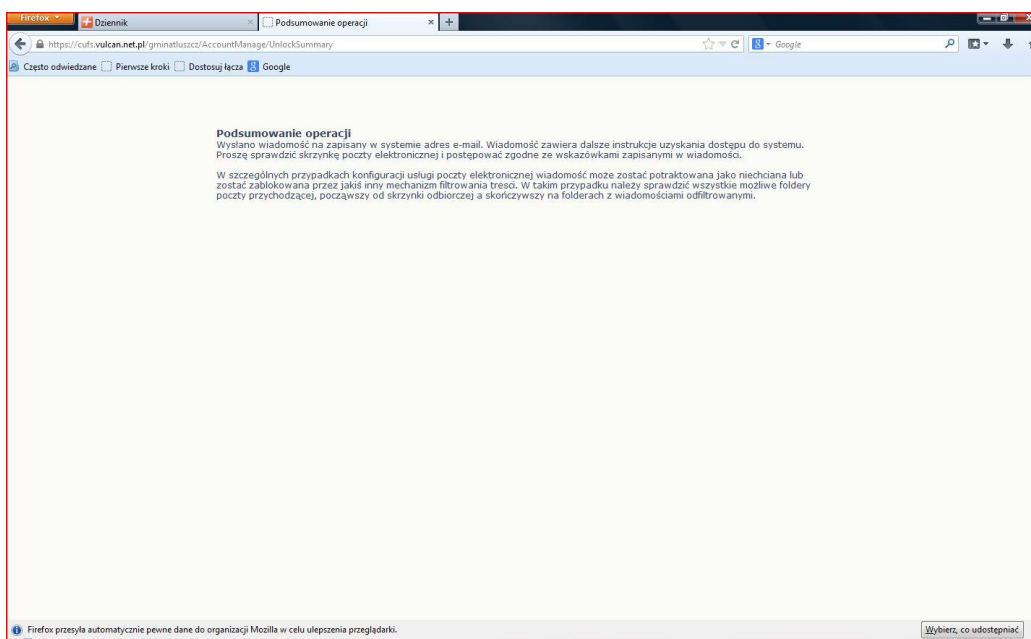 Firefox
Dziennik
Podsumowanie operacji
https://cufs.vulcan.net.pl/gminatluszcz/AccountManage/UnlockSummary
Google
Często odwiedzane Pierwsze kroki Dostosuj łącza Google
Podsumowanie operacji
Wysłano wiadomość na zapisany w systemie adres e-mail. Wiadomość zawiera dalsze instrukcje uzyskania dostępu do systemu.
Proszę sprawdzić skrzynkę poczty elektronicznej i postępować zgodne ze wskazówkami zapisanymi w wiadomości.
W szczególnych przypadkach konfiguracji usługi poczty elektronicznej wiadomość może zostać potraktowana jako niechciana lub
zostać zablokowana przez jakiś inny mechanizm filtrowania tresci. W takim przypadku należy sprawdzić wszystkie możliwe foldery
poczty przychodzącej, począwszy od skrzynki odbiorczej a skończywszy na folderach z wiadomościami odfiltrowanymi.
Firefox przesyła automatycznie pewne dane do organizacji Mozilla w celu ulepszenia przeglądarki.
Wybierz, co udostępniać